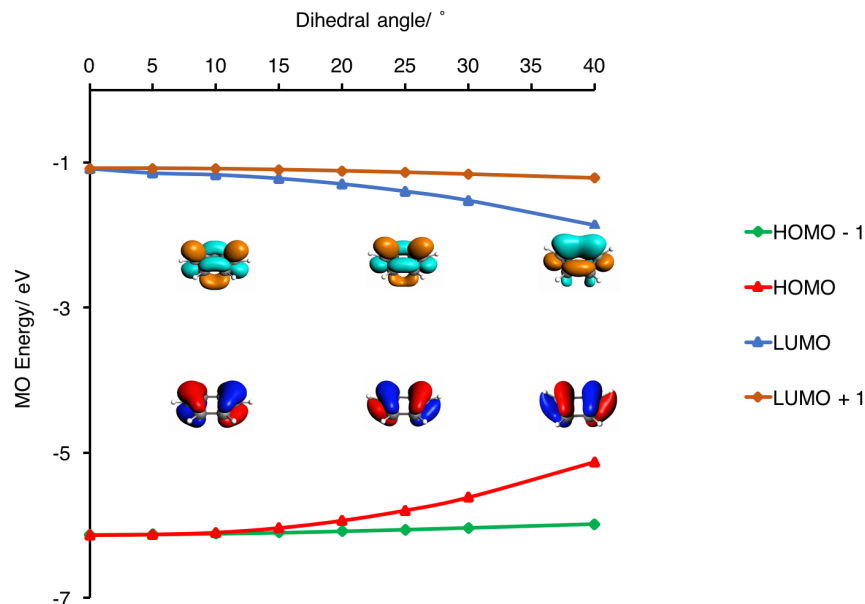 Dihedral angle/ °
0 5 10 15 20 25 30 35 40
-1
-3
-5
-7
MO Energy/ eV
HOMO - 1
HOMO
LUMO
LUMO + 1